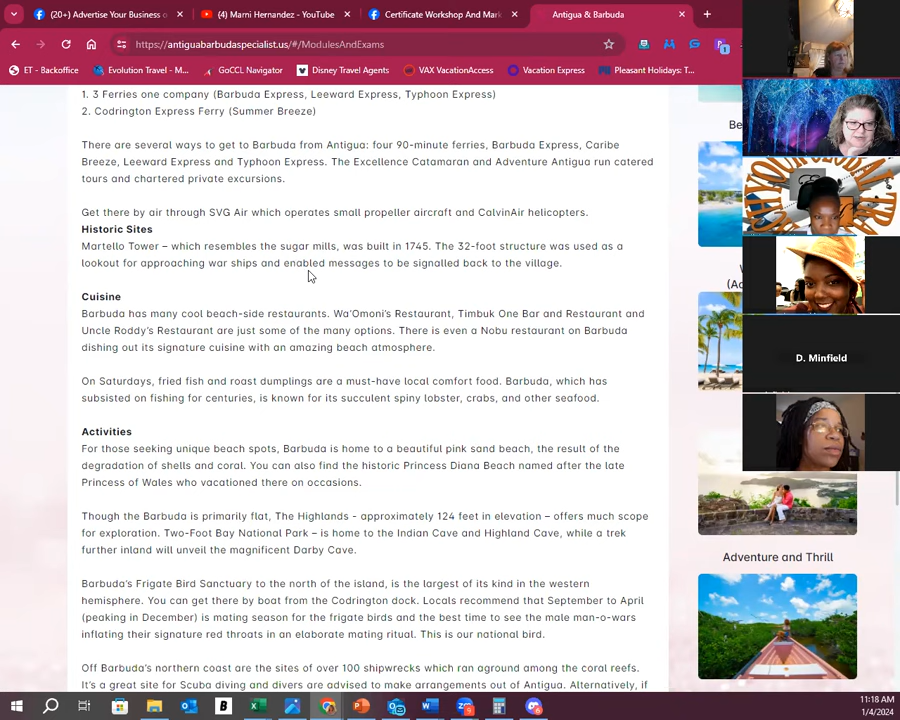 (20+) Advertise Your Business o
(4) Marni Hernandez - YouTube
Certificate Workshop And Mark
Antigua & Barbuda
https://antiguabarbudaspecialist.us/#/ModulesAndExams
ET - Backoffice
Evolution Travel - M...
GoCCL Navigator
Disney Travel Agents
VAX VacationAccess
Vacation Express
Pleasant Holidays: T...
1. 3 Ferries one company (Barbuda Express, Leeward Express, Typhoon Express)
2. Codrington Express Ferry (Summer Breeze)
There are several ways to get to Barbuda from Antigua: four 90-minute ferries, Barbuda Express, Caribe
Breeze, Leeward Express and Typhoon Express. The Excellence Catamaran and Adventure Antigua run catered
tours and chartered private excursions.
Get there by air through SVG Air which operates small propeller aircraft and CalvinAir helicopters.
Historic Sites
Martello Tower – which resembles the sugar mills, was built in 1745. The 32-foot structure was used as a
lookout for approaching war ships and enabled messages to be signalled back to the village.
Cuisine
Barbuda has many cool beach-side restaurants. Wa'Omoni's Restaurant, Timbuk One Bar and Restaurant and
Uncle Roddy's Restaurant are just some of the many options. There is even a Nobu restaurant on Barbuda
dishing out its signature cuisine with an amazing beach atmosphere.
On Saturdays, fried fish and roast dumplings are a must-have local comfort food. Barbuda, which has
subsisted on fishing for centuries, is known for its succulent spiny lobster, crabs, and other seafood.
Activities
For those seeking unique beach spots, Barbuda is home to a beautiful pink sand beach, the result of the
degradation of shells and coral. You can also find the historic Princess Diana Beach named after the late
Princess of Wales who vacationed there on occasions.
Though the Barbuda is primarily flat, The Highlands - approximately 124 feet in elevation – offers much scope
for exploration. Two-Foot Bay National Park – is home to the Indian Cave and Highland Cave, while a trek
further inland will unveil the magnificent Darby Cave.
Barbuda's Frigate Bird Sanctuary to the north of the island, is the largest of its kind in the western
hemisphere. You can get there by boat from the Codrington dock. Locals recommend that September to April
(peaking in December) is mating season for the frigate birds and the best time to see the male man-o-wars
inflating their signature red throats in an elaborate mating ritual. This is our national bird.
Off Barbuda's northern coast are the sites of over 100 shipwrecks which ran aground among the coral reefs.
It's a great site for Scuba diving and divers are advised to make arrangements out of Antigua. Alternatively, if
Be
(A
Adventure and Thrill
D. Minfield
11:18 AM
1/4/2024